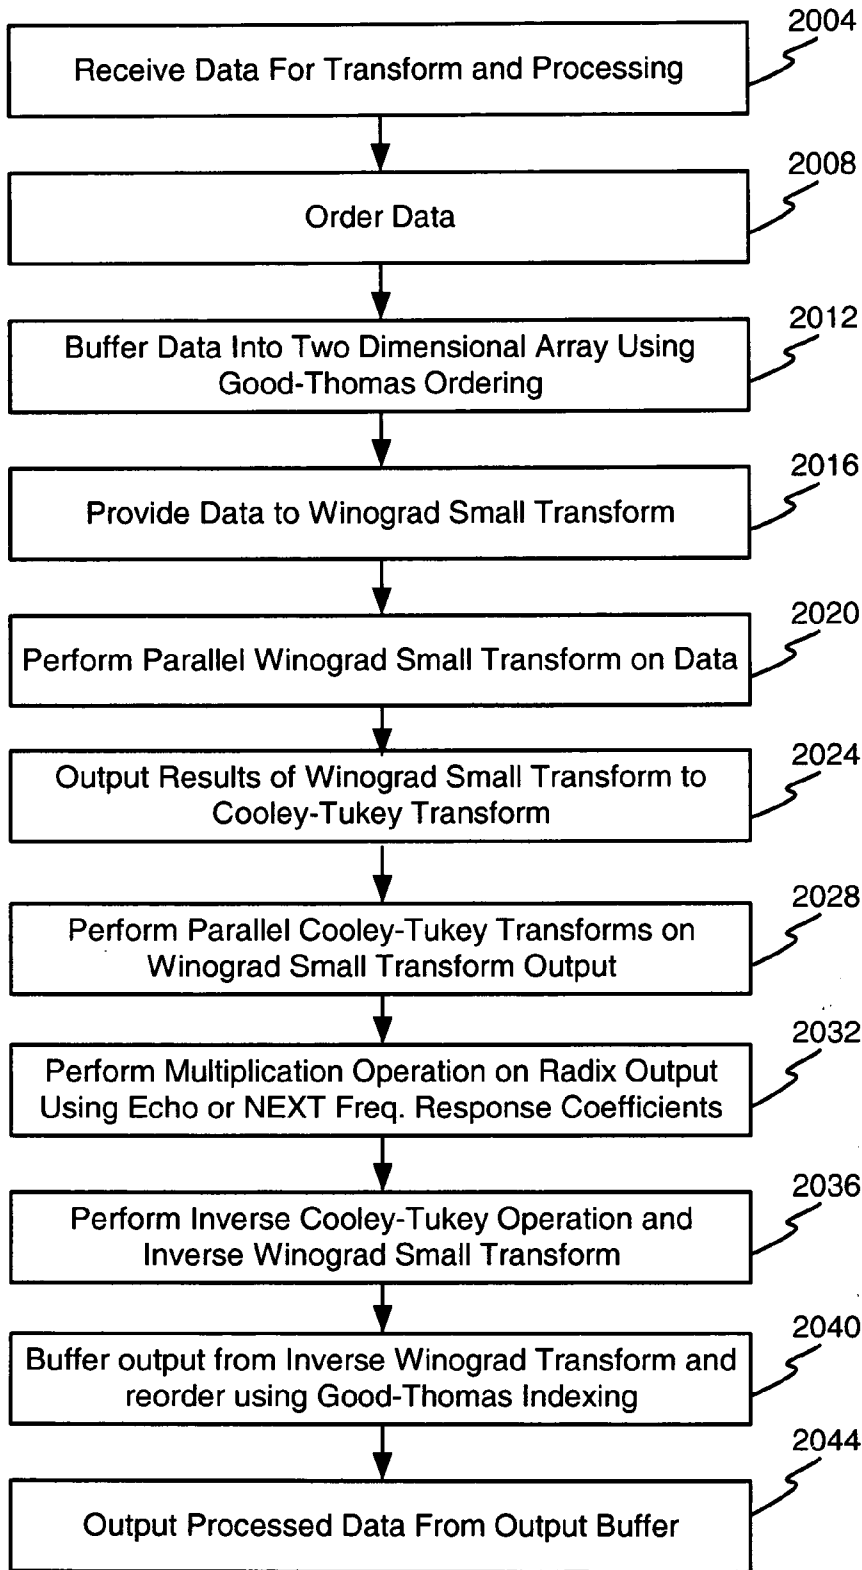 2004
Receive Data For Transform and Processing
2008
Order Data
2012
Buffer Data Into Two Dimensional Array Using
Good-Thomas Ordering
2016
Provide Data to Winograd Small Transform
2020
Perform Parallel Winograd Small Transform on Data
2024
Output Results of Winograd Small Transform to
Cooley-Tukey Transform
2028
Perform Parallel Cooley-Tukey Transforms on
Winograd Small Transform Output
2032
Perform Multiplication Operation on Radix Output
Using Echo or NEXT Freq. Response Coefficients
2036
Perform Inverse Cooley-Tukey Operation and
Inverse Winograd Small Transform
2040
Buffer output from Inverse Winograd Transform and
reorder using Good-Thomas Indexing
2044
Output Processed Data From Output Buffer